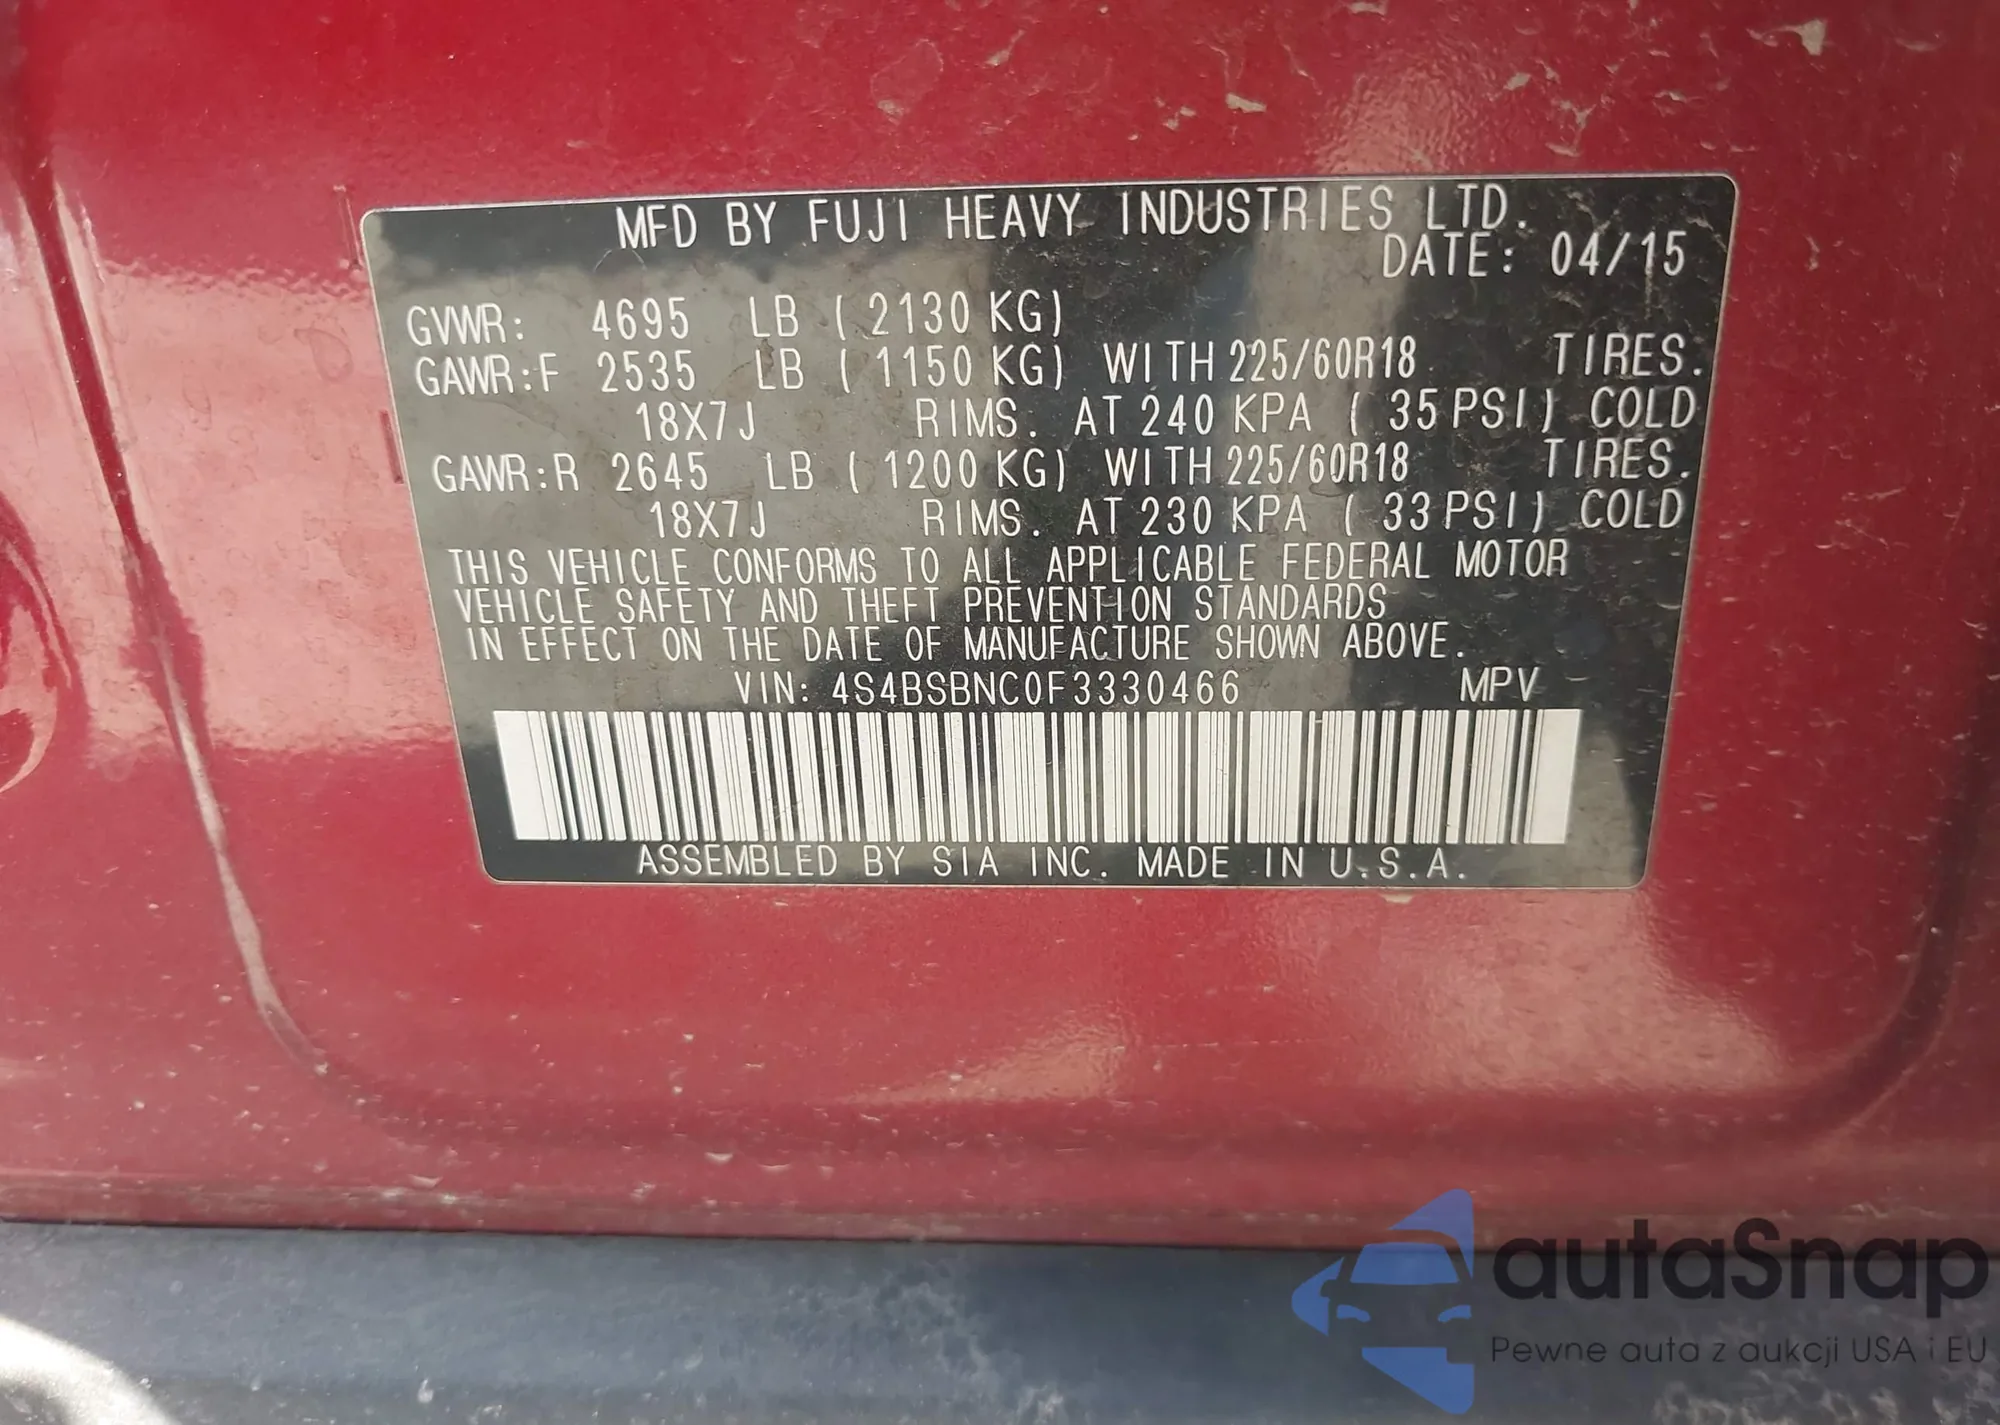 MFD BY FUJI HEAVY INDUSTRIES LTD.
DATE: 04/15
GVWR: 4695 LB ( 2130 KG)
GAWR:F 2535 LB ( 1150 KG) WITH 225/60R18 TIRES.
18X7J RIMS. AT 240 KPA ( 35 PSI) COLD
GAWR:R 2645 LB ( 1200 KG) WITH 225/60R18 TIRES.
18X7J RIMS. AT 230 KPA ( 33 PSI) COLD
THIS VEHICLE CONFORMS TO ALL APPLICABLE FEDERAL MOTOR
VEHICLE SAFETY AND THEFT PREVENTION STANDARDS
IN EFFECT ON THE DATE OF MANUFACTURE SHOWN ABOVE.
VIN: 4S4BSBNC0F3330466 MPV
ASSEMBLED BY SIA INC. MADE IN U.S.A.
autaSnap
Pewne auta z aukcji USA i EU